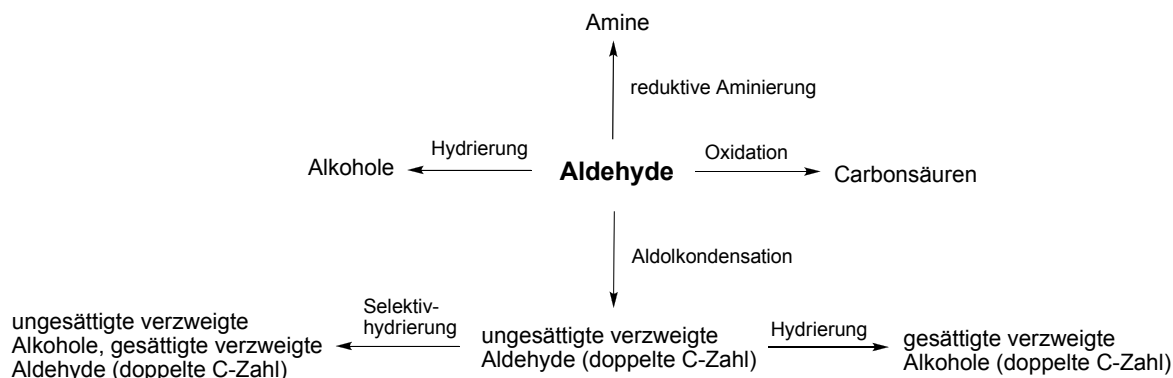 Amine
reduktive Aminierung
Hydrierung
Oxidation
Alkohole
Aldehyde
Carbonsäuren
Aldolkondensation
Selektiv-
hydrierung
ungesättigte verzweigte
Alkohole, gesättigte verzweigte
Aldehyde (doppelte C-Zahl)
ungesättigte verzweigte
Aldehyde (doppelte C-Zahl)
Hydrierung
gesättigte verzweigte
Alkohole (doppelte C-Zahl)